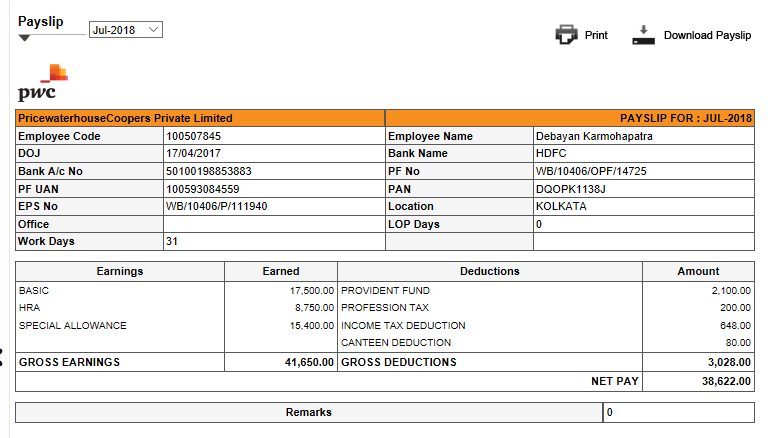 Payslip
Jul-2018
Print
Download Payslip
pwc
PricewaterhouseCoopers Private Limited PAYSLIP FOR : JUL-2018
Employee Code 100507845 Employee Name Debayan Karmohapatra
DOJ 17/04/2017 Bank Name HDFC
Bank A/c No 50100198853883 PF No WB/10406/OPF/14725
PF UAN 100593084559 PAN DQOPK1138J
EPS No WB/10406/P/111940 Location KOLKATA
Office LOP Days 0
Work Days 31
Earnings Earned Deductions Amount
BASIC 17,500.00 PROVIDENT FUND 2,100.00
HRA 8,750.00 PROFESSION TAX 200.00
SPECIAL ALLOWANCE 15,400.00 INCOME TAX DEDUCTION 648.00
CANTEEN DEDUCTION 80.00
GROSS EARNINGS 41,650.00 GROSS DEDUCTIONS 3,028.00
NET PAY 38,622.00
Remarks 0